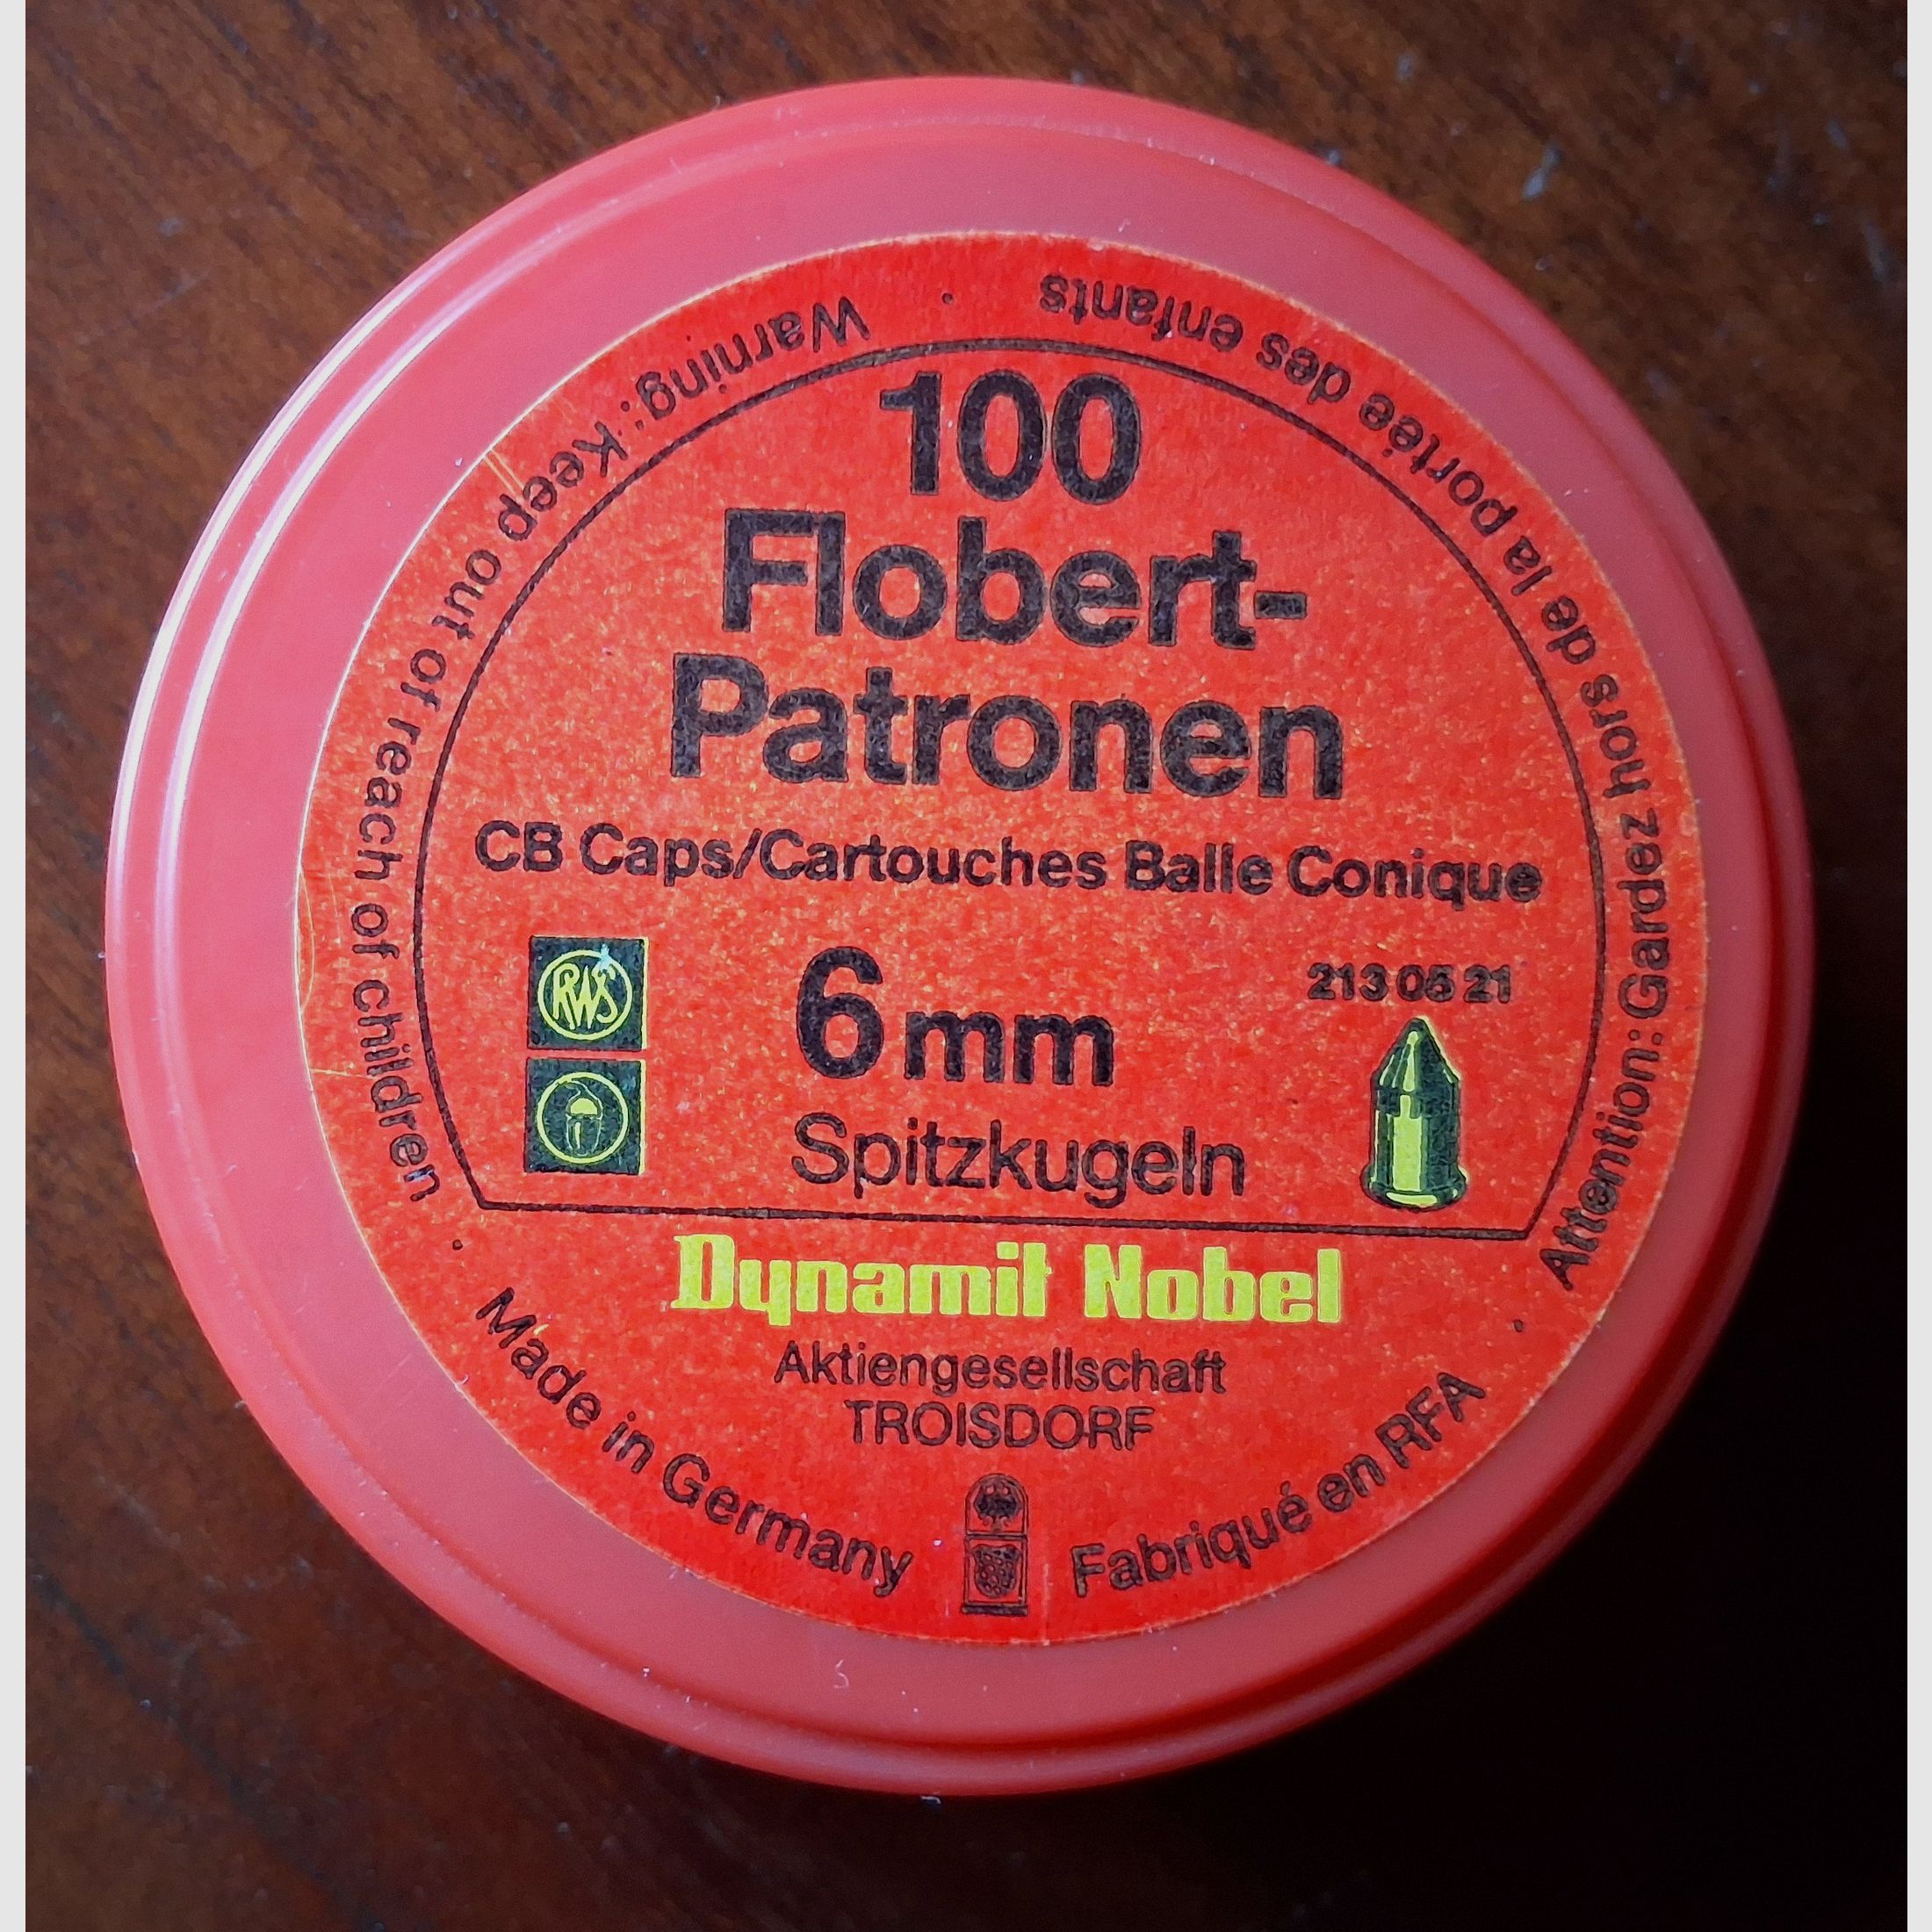 100
Flobert-
Patronen
CB Caps/Cartouches Balle Conique
RWS
6 mm
213 05 21
Spitzkugeln
Dynamit Nobel
Aktiengesellschaft
TROISDORF
Warning: Keep out of reach of children
Attention: Gardez hors de la portée des enfants
Made in Germany
Fabriqué en RFA